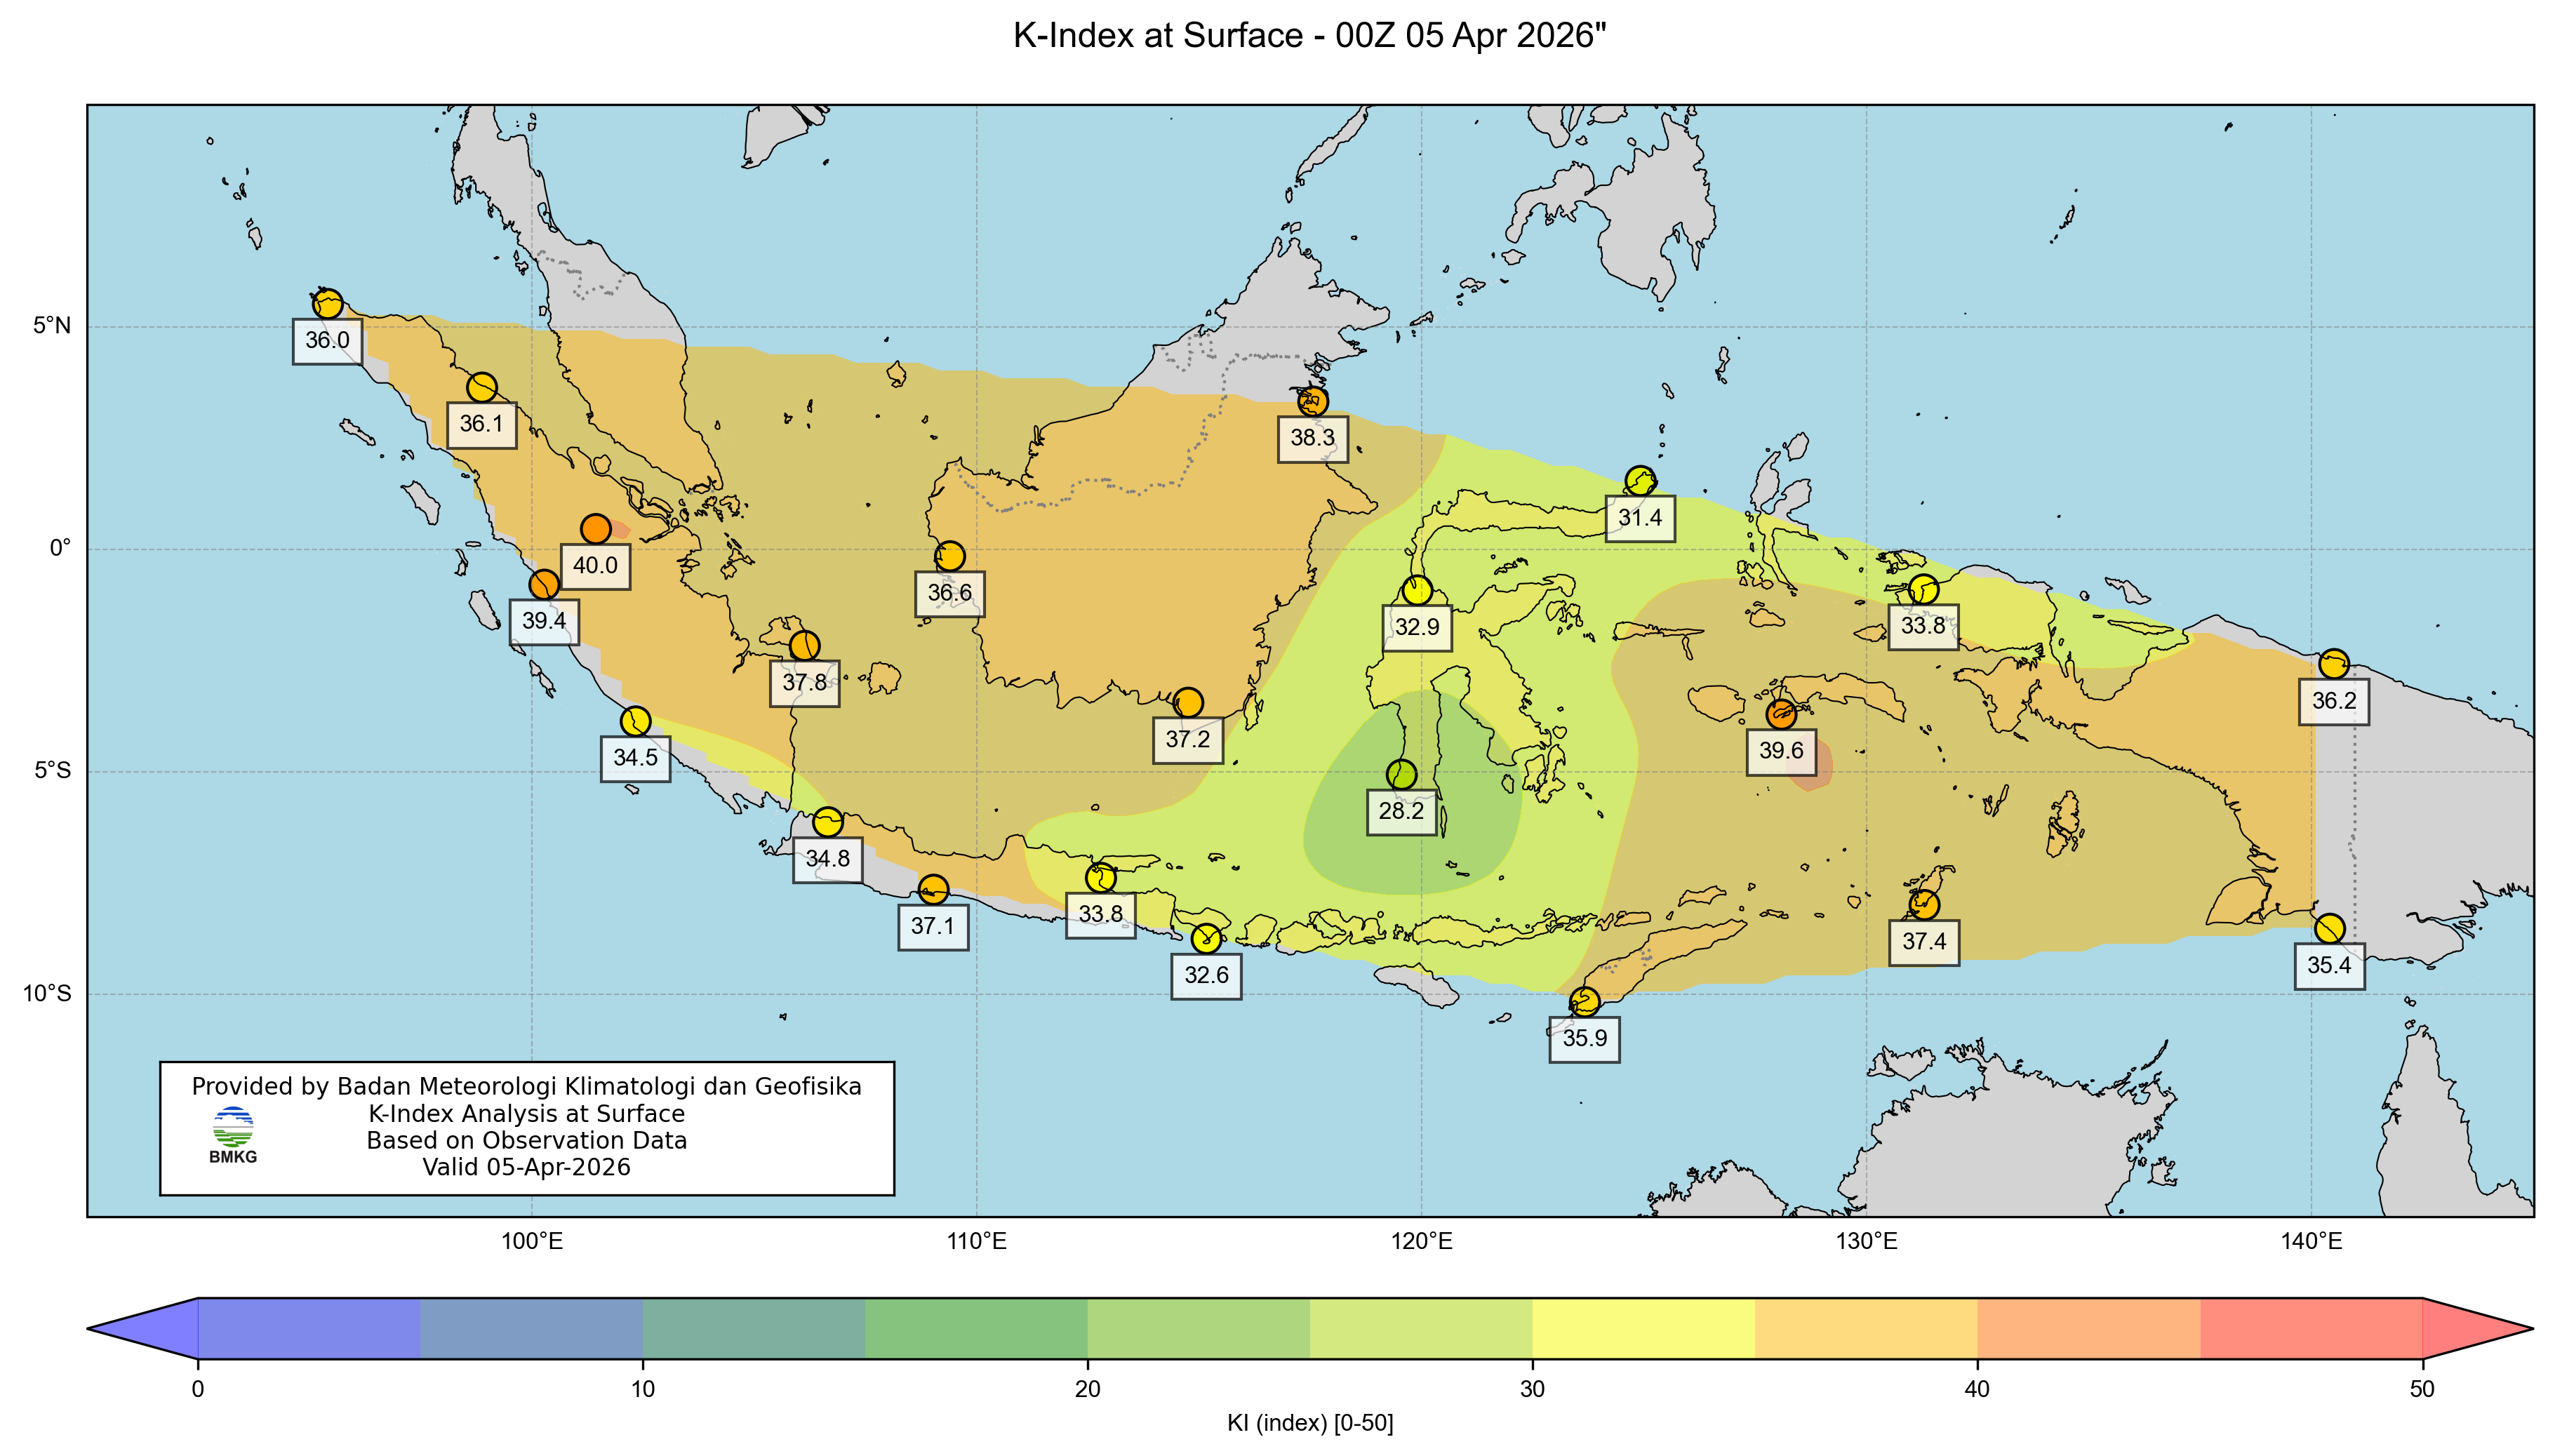 K-Index at Surface - 00Z 05 Apr 2026"
5°N
0°
5°S
10°S
36.0
36.1
38.3
31.4
40.0
36.6
39.4
32.9
33.8
37.8
36.2
34.5
37.2
39.6
28.2
34.8
37.1
33.8
37.4
32.6
35.4
35.9
Provided by Badan Meteorologi Klimatologi dan Geofisika
K-Index Analysis at Surface
Based on Observation Data
Valid 05-Apr-2026
BMKG
100°E 110°E 120°E 130°E 140°E
0 10 20 30 40 50
KI (index) [0-50]